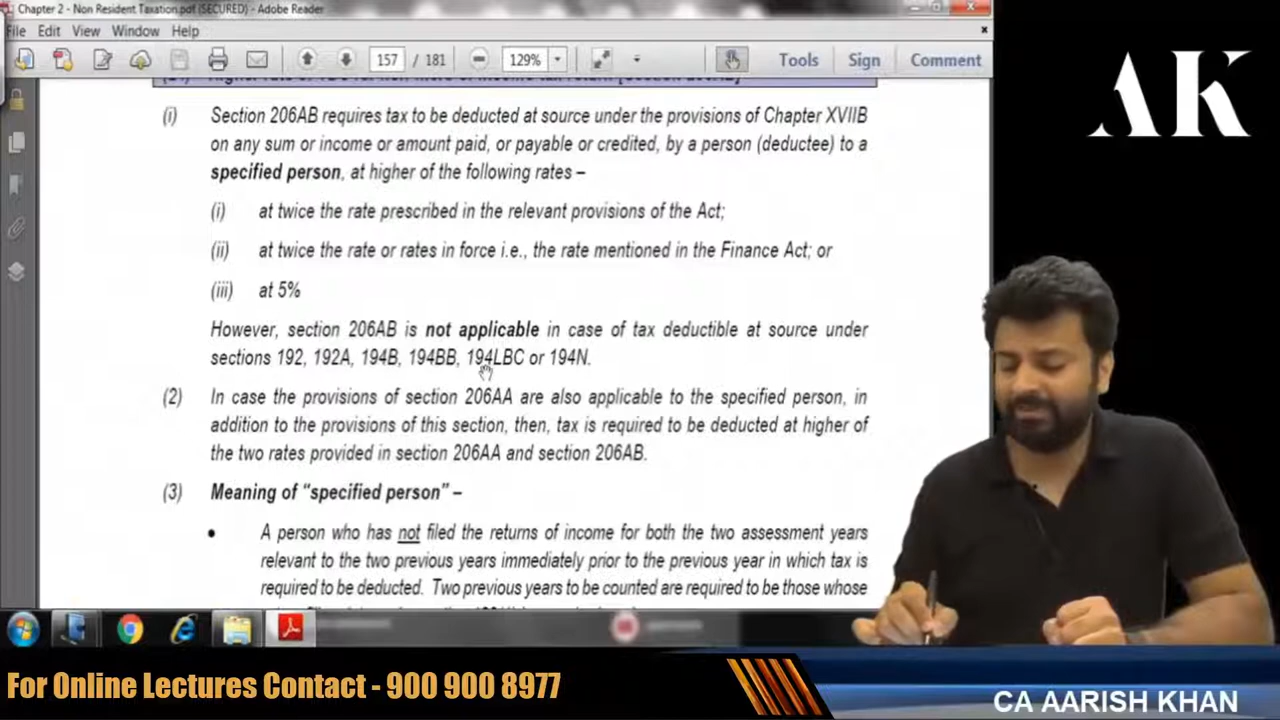 Chapter 2 - Non Resident Taxation.pdf (SECURED) - Adobe Reader
File Edit View Window Help
157 / 181 129% Tools Sign Comment
AK
(i) Section 206AB requires tax to be deducted at source under the provisions of Chapter XVIIB
on any sum or income or amount paid, or payable or credited, by a person (deductee) to a
specified person, at higher of the following rates –
(i) at twice the rate prescribed in the relevant provisions of the Act;
(ii) at twice the rate or rates in force i.e., the rate mentioned in the Finance Act; or
(iii) at 5%
However, section 206AB is not applicable in case of tax deductible at source under
sections 192, 192A, 194B, 194BB, 194LBC or 194N.
(2) In case the provisions of section 206AA are also applicable to the specified person, in
addition to the provisions of this section, then, tax is required to be deducted at higher of
the two rates provided in section 206AA and section 206AB.
(3) Meaning of “specified person” –
• A person who has not filed the returns of income for both the two assessment years
relevant to the two previous years immediately prior to the previous year in which tax is
required to be deducted. Two previous years to be counted are required to be those whose
For Online Lectures Contact - 900 900 8977
CA AARISH KHAN